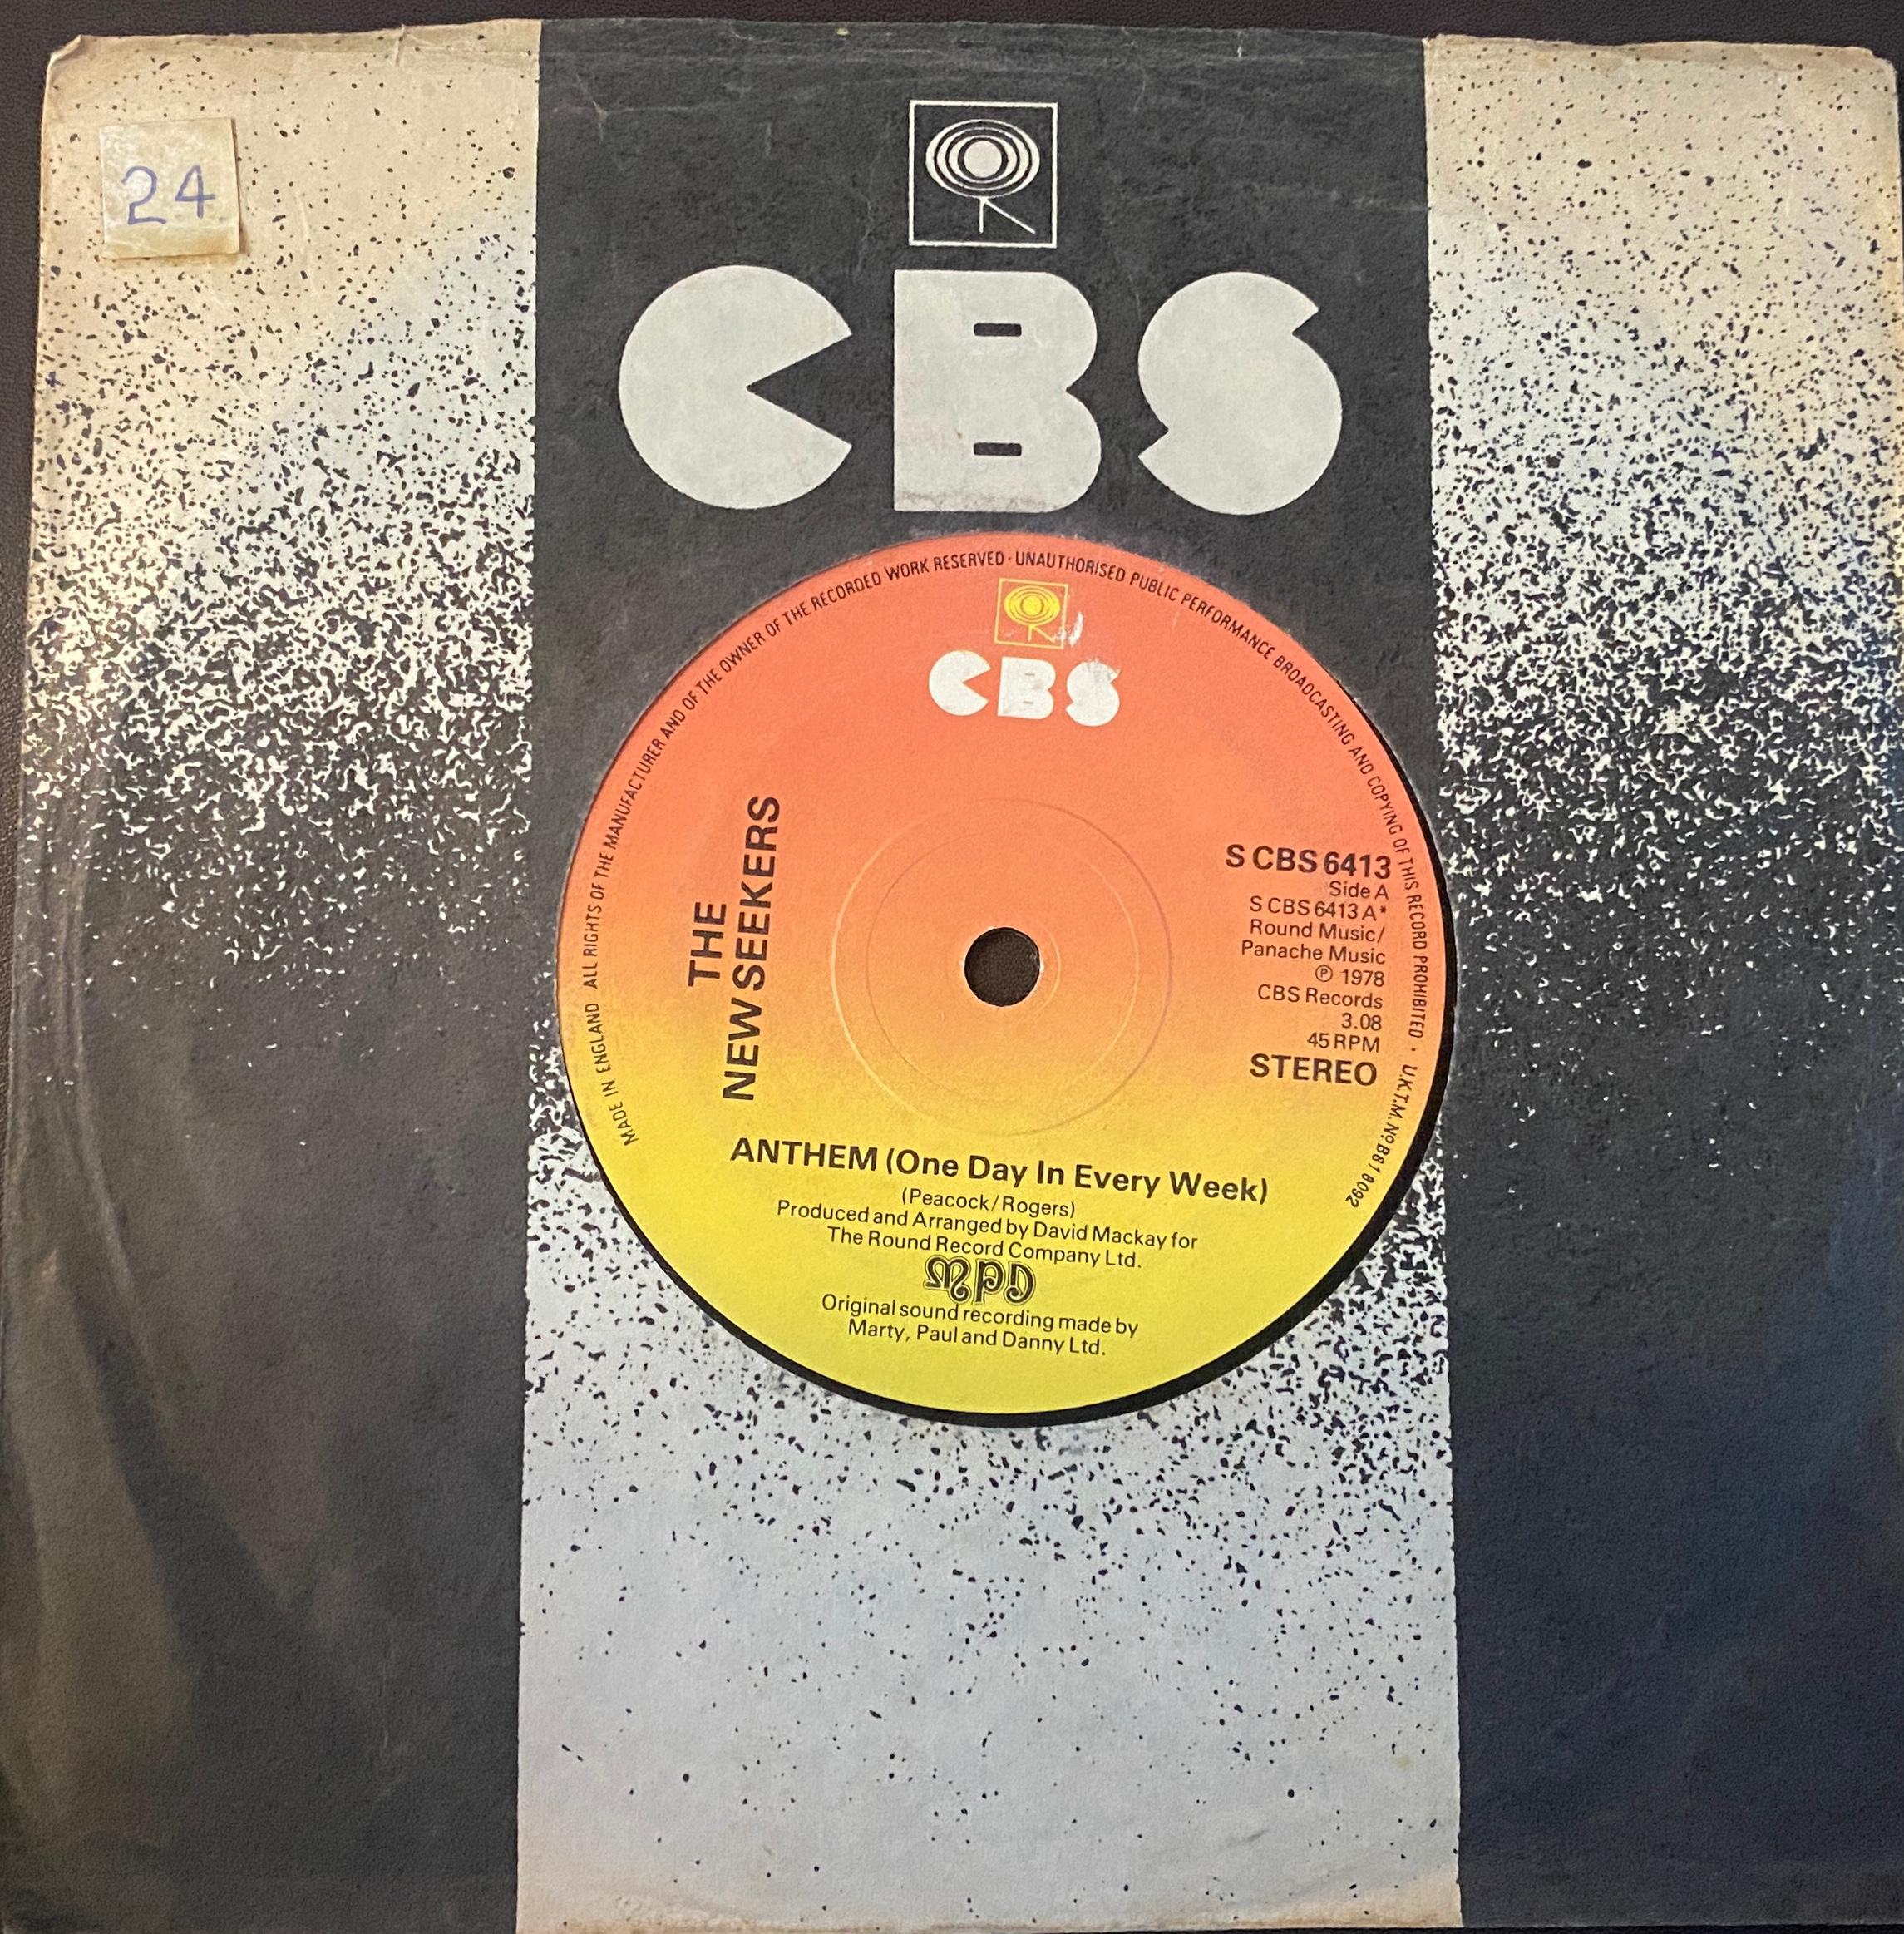 24
CBS
MADE IN ENGLAND ALL RIGHTS OF THE MANUFACTURER AND OF THE OWNER OF THE RECORDED WORK RESERVED · UNAUTHORISED PUBLIC PERFORMANCE BROADCASTING AND COPYING OF THIS RECORD PROHIBITED · U.K.T.M. Nº B618092
CBS
THE
NEW SEEKERS
S CBS 6413
Side A
S CBS 6413 A*
Round Music/
Panache Music
℗ 1978
CBS Records
3.08
45 RPM
STEREO
ANTHEM (One Day In Every Week)
(Peacock/Rogers)
Produced and Arranged by David Mackay for
The Round Record Company Ltd.
MPD
Original sound recording made by
Marty, Paul and Danny Ltd.